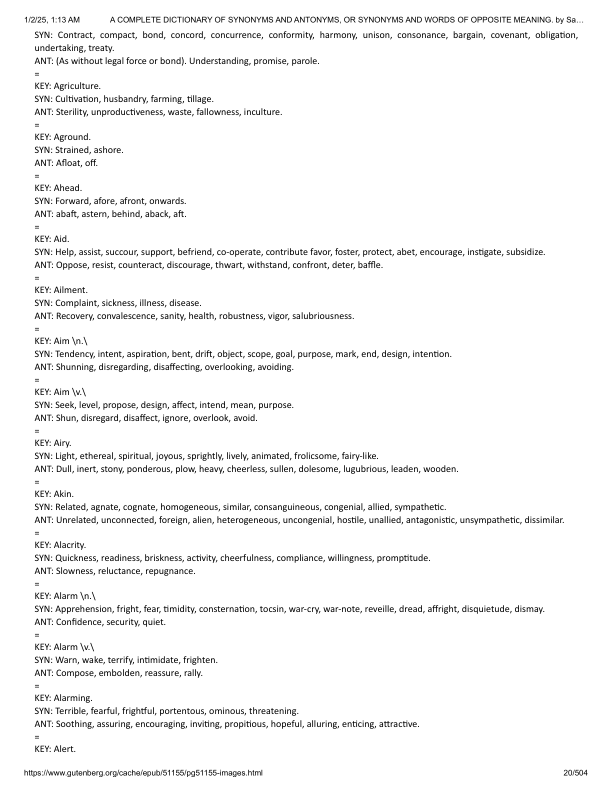 1/2/25, 1:13 AM A COMPLETE DICTIONARY OF SYNONYMS AND ANTONYMS, OR SYNONYMS AND WORDS OF OPPOSITE MEANING. by Sa…
SYN: Contract, compact, bond, concord, concurrence, conformity, harmony, unison, consonance, bargain, covenant, obligation,
undertaking, treaty.
ANT: (As without legal force or bond). Understanding, promise, parole.
=
KEY: Agriculture.
SYN: Cultivation, husbandry, farming, tillage.
ANT: Sterility, unproductiveness, waste, fallowness, inculture.
=
KEY: Aground.
SYN: Strained, ashore.
ANT: Afloat, off.
=
KEY: Ahead.
SYN: Forward, afore, afront, onwards.
ANT: abaft, astern, behind, aback, aft.
=
KEY: Aid.
SYN: Help, assist, succour, support, befriend, co-operate, contribute favor, foster, protect, abet, encourage, instigate, subsidize.
ANT: Oppose, resist, counteract, discourage, thwart, withstand, confront, deter, baffle.
=
KEY: Ailment.
SYN: Complaint, sickness, illness, disease.
ANT: Recovery, convalescence, sanity, health, robustness, vigor, salubriousness.
=
KEY: Aim \n.\
SYN: Tendency, intent, aspiration, bent, drift, object, scope, goal, purpose, mark, end, design, intention.
ANT: Shunning, disregarding, disaffecting, overlooking, avoiding.
=
KEY: Aim \v.\
SYN: Seek, level, propose, design, affect, intend, mean, purpose.
ANT: Shun, disregard, disaffect, ignore, overlook, avoid.
=
KEY: Airy.
SYN: Light, ethereal, spiritual, joyous, sprightly, lively, animated, frolicsome, fairy-like.
ANT: Dull, inert, stony, ponderous, plow, heavy, cheerless, sullen, dolesome, lugubrious, leaden, wooden.
=
KEY: Akin.
SYN: Related, agnate, cognate, homogeneous, similar, consanguineous, congenial, allied, sympathetic.
ANT: Unrelated, unconnected, foreign, alien, heterogeneous, uncongenial, hostile, unallied, antagonistic, unsympathetic, dissimilar.
=
KEY: Alacrity.
SYN: Quickness, readiness, briskness, activity, cheerfulness, compliance, willingness, promptitude.
ANT: Slowness, reluctance, repugnance.
=
KEY: Alarm \n.\
SYN: Apprehension, fright, fear, timidity, consternation, tocsin, war-cry, war-note, reveille, dread, affright, disquietude, dismay.
ANT: Confidence, security, quiet.
=
KEY: Alarm \v.\
SYN: Warn, wake, terrify, intimidate, frighten.
ANT: Compose, embolden, reassure, rally.
=
KEY: Alarming.
SYN: Terrible, fearful, frightful, portentous, ominous, threatening.
ANT: Soothing, assuring, encouraging, inviting, propitious, hopeful, alluring, enticing, attractive.
=
KEY: Alert.
https://www.gutenberg.org/cache/epub/51155/pg51155-images.html 20/504